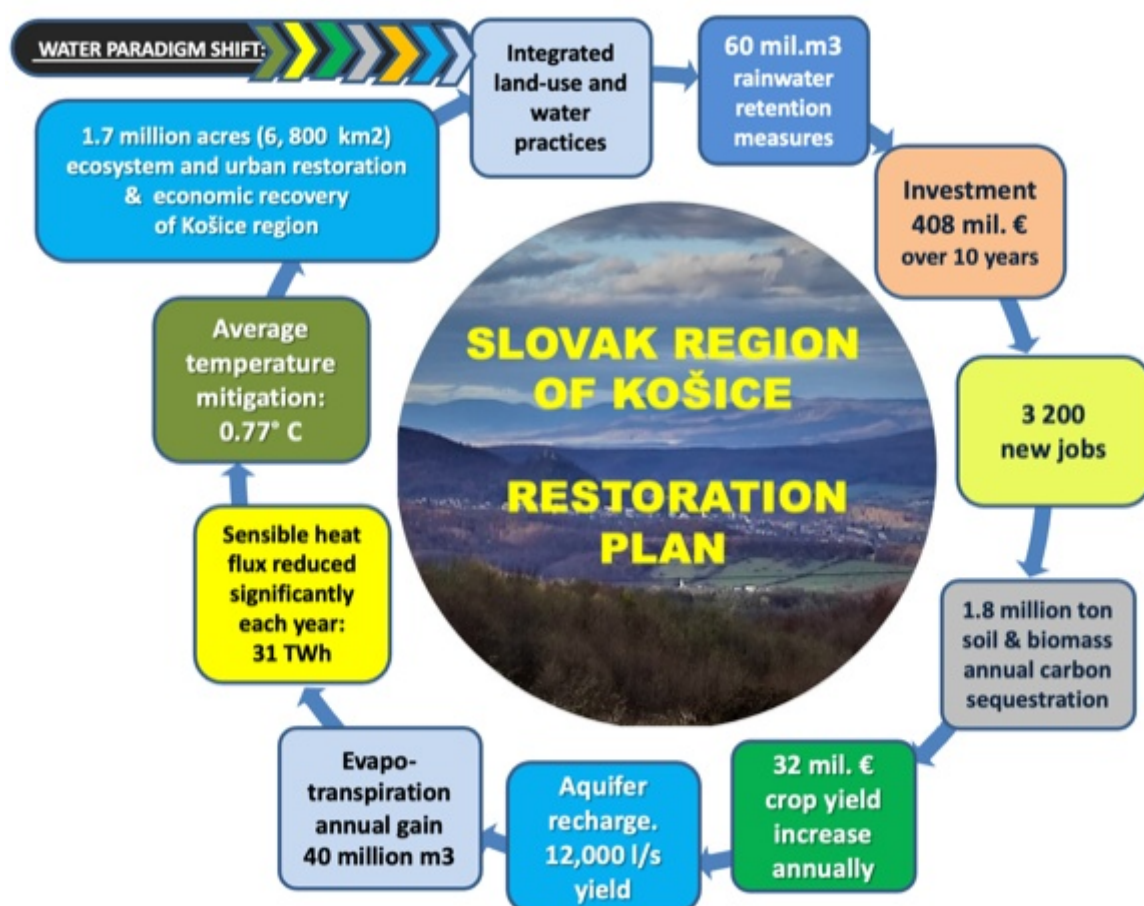 WATER PARADIGM SHIFT:
Integrated
land-use and
water
practices
60 mil.m3
rainwater
retention
measures
Investment
408 mil. €
over 10 years
3 200
new jobs
1.8 million ton
soil & biomass
annual carbon
sequestration
32 mil. €
crop yield
increase
annually
Aquifer
recharge.
12,000 l/s
yield
Evapo-
transpiration
annual gain
40 million m3
Sensible heat
flux reduced
significantly
each year:
31 TWh
Average
temperature
mitigation:
0.77° C
1.7 million acres (6, 800 km2)
ecosystem and urban restoration
& economic recovery
of Košice region
SLOVAK REGION
OF KOŠICE
RESTORATION
PLAN